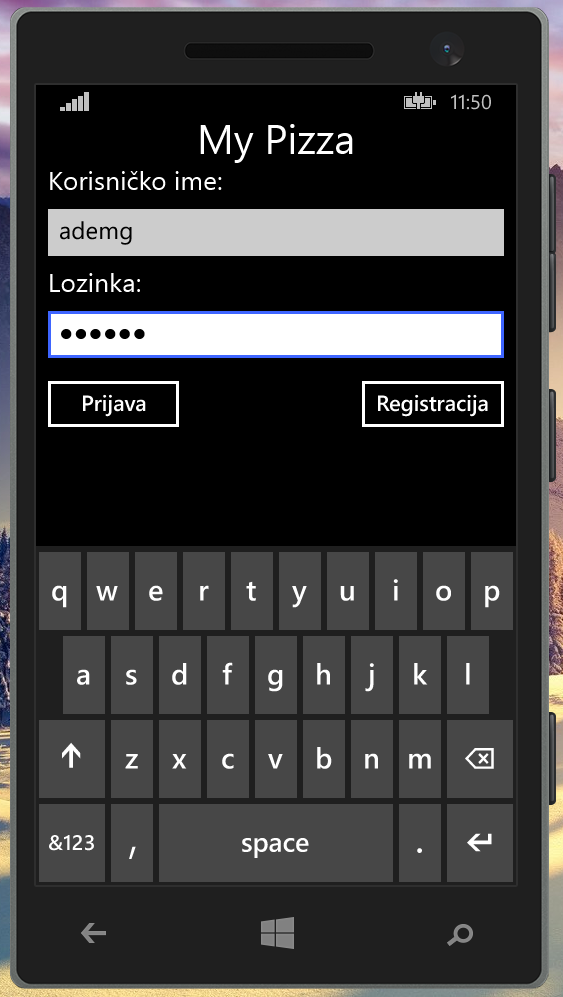 11:50
My Pizza
Korisničko ime:
ademg
Lozinka:
••••••
Prijava Registracija
q w e r t y u i o p
a s d f g h j k l
z x c v b n m
&123 , space .